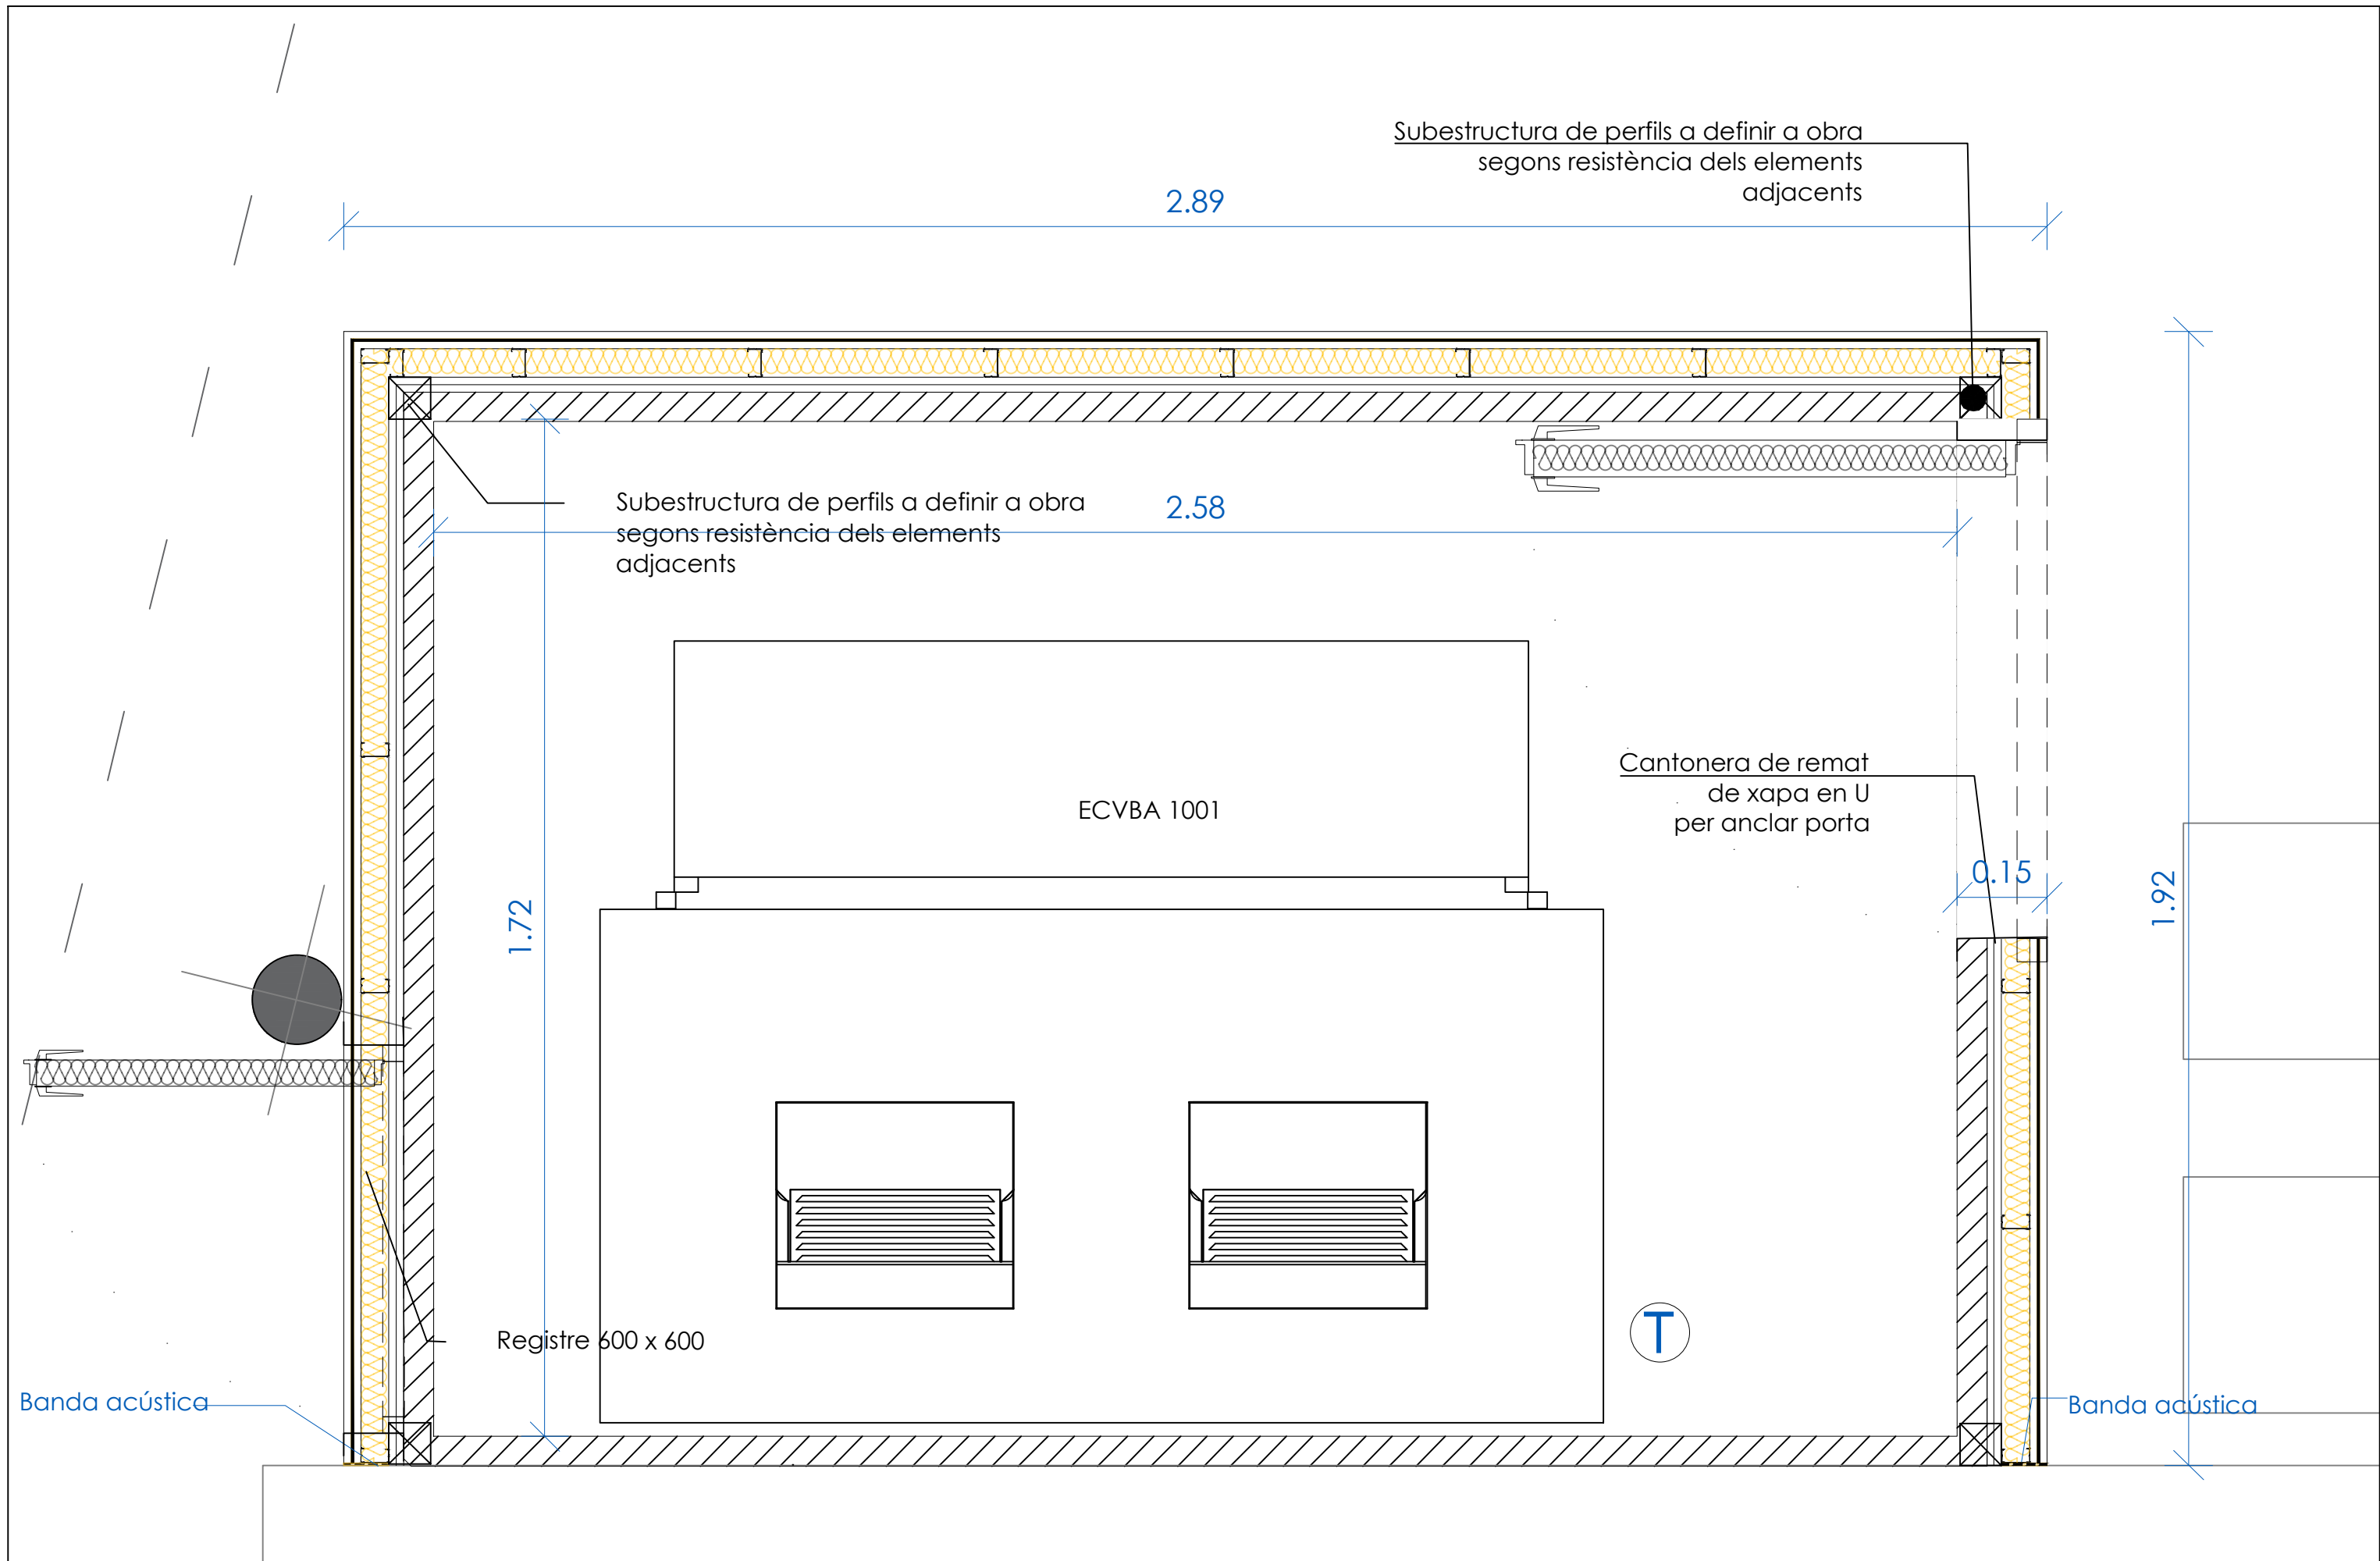 Subestructura de perfils a definir a obra
segons resistència dels elements
adjacents
2.89
Subestructura de perfils a definir a obra
segons resistència dels elements
adjacents
2.58
Cantonera de remat
de xapa en U
per anclar porta
ECVBA 1001
0.15
1.92
1.72
T
Registre 600 x 600
Banda acústica
Banda acústica